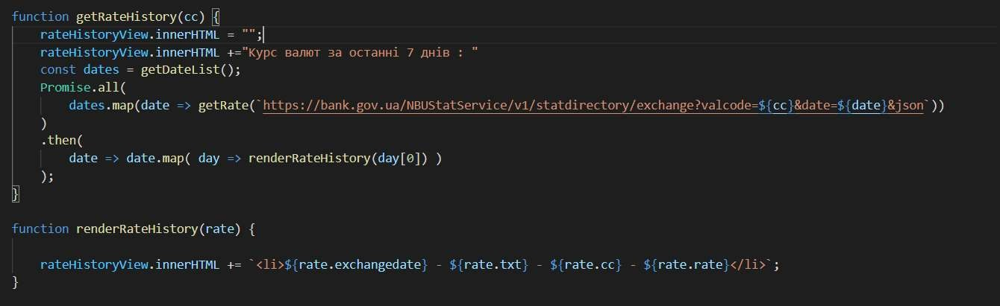 function getRateHistory(cc) {
rateHistoryView.innerHTML = "";
rateHistoryView.innerHTML +="Курс валют за останні 7 днів : "
const dates = getDateList();
Promise.all(
dates.map(date => getRate(`https://bank.gov.ua/NBUStatService/v1/statdirectory/exchange?valcode=${cc}&date=${date}&json`))
)
.then(
date => date.map( day => renderRateHistory(day[0]) )
);
}
function renderRateHistory(rate) {
rateHistoryView.innerHTML += `<li>${rate.exchangedate} - ${rate.txt} - ${rate.cc} - ${rate.rate}</li>`;
}